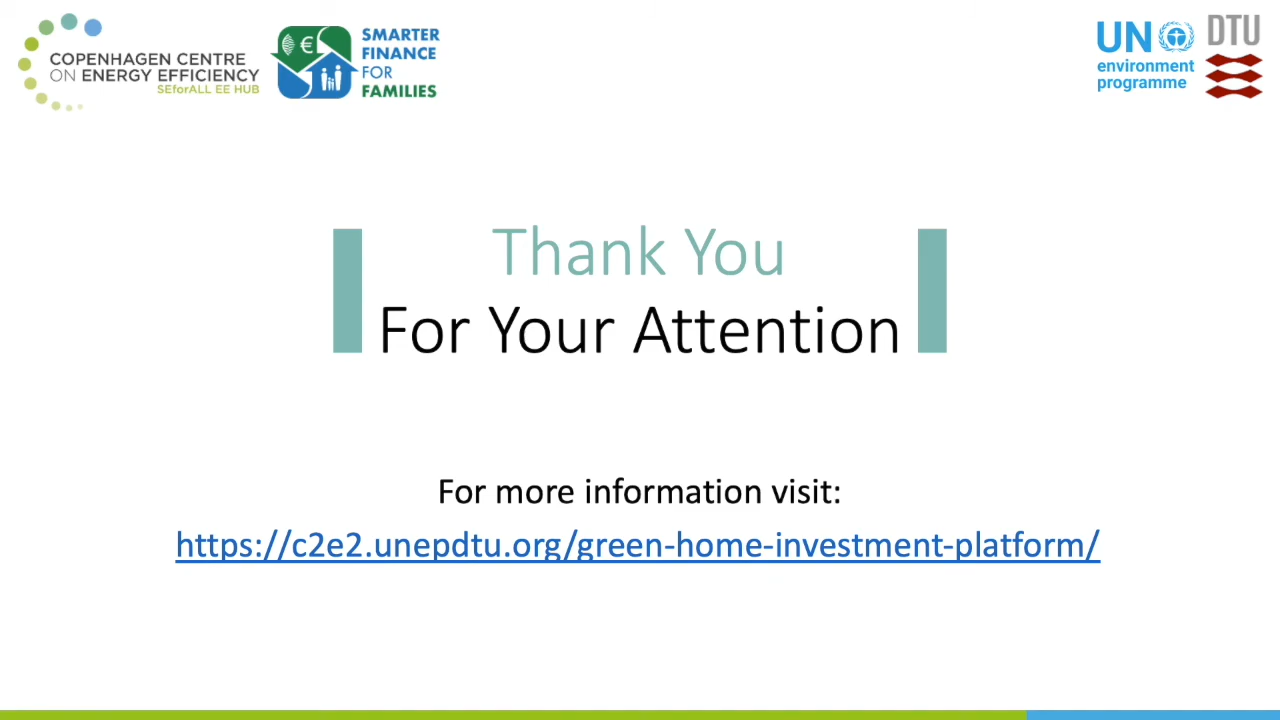 COPENHAGEN CENTRE
ON ENERGY EFFICIENCY
SEforALL EE HUB
€
SMARTER
FINANCE
FOR
FAMILIES
UN
environment
programme
DTU
Thank You
For Your Attention
For more information visit:
https://c2e2.unepdtu.org/green-home-investment-platform/